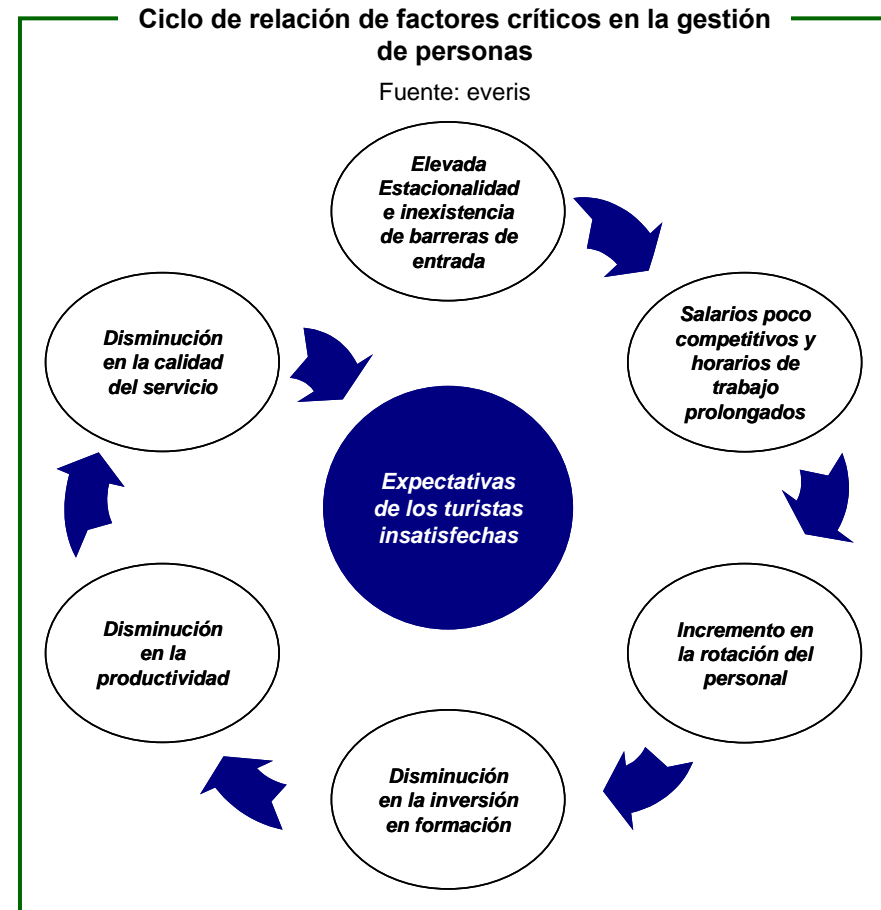 Ciclo de relación de factores críticos en la gestión
de personas
Fuente: everis
Elevada
Estacionalidad
e inexistencia
de barreras de
entrada
Salarios poco
competitivos y
horarios de
trabajo
prolongados
Incremento en
la rotación del
personal
Disminución
en la inversión
en formación
Disminución
en la
productividad
Disminución
en la calidad
del servicio
Expectativas
de los turistas
insatisfechas